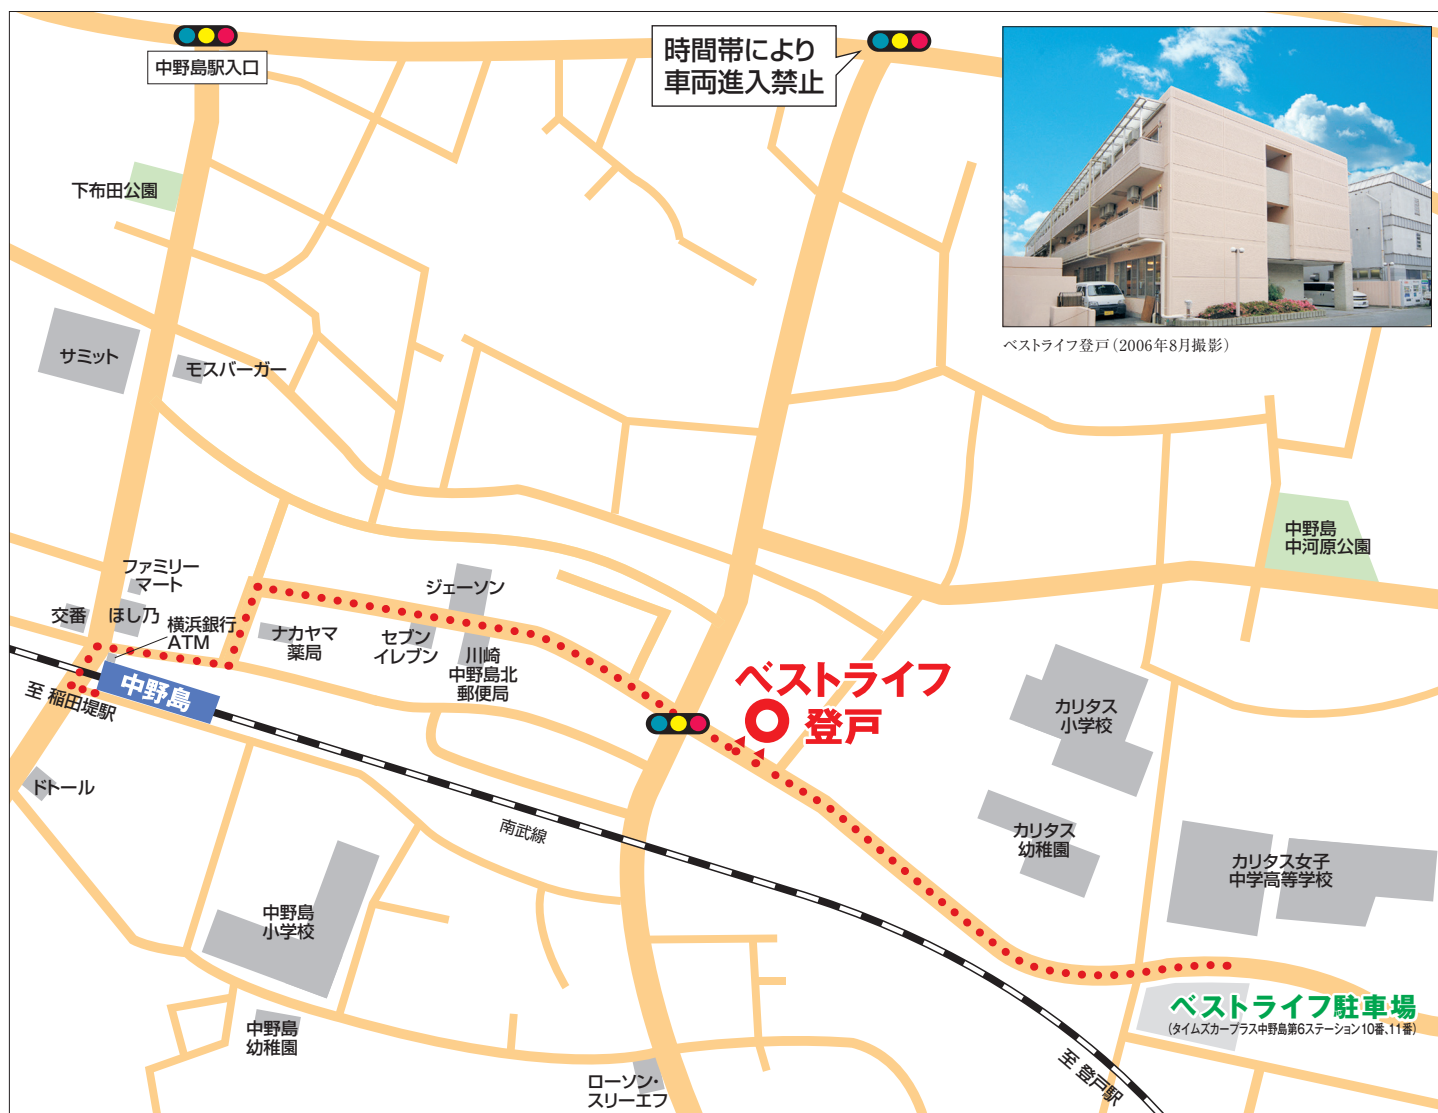 中野島駅入口
時間帯により
車両進入禁止
ベストライフ登戸（2006年8月撮影）
下布田公園
サミット
モスバーガー
中野島
中河原公園
ファミリー
マート
交番
ほし乃
横浜銀行
ATM
ナカヤマ
薬局
ジェーソン
セブン
イレブン
川崎
中野島北
郵便局
中野島
至 稲田堤駅
ベストライフ
登戸
カリタス
小学校
ドトール
南武線
カリタス
幼稚園
カリタス女子
中学高等学校
中野島
小学校
ベストライフ駐車場
(タイムズカープラス中野島第6ステーション10番、11番)
中野島
幼稚園
ローソン・
スリーエフ
至 登戸駅